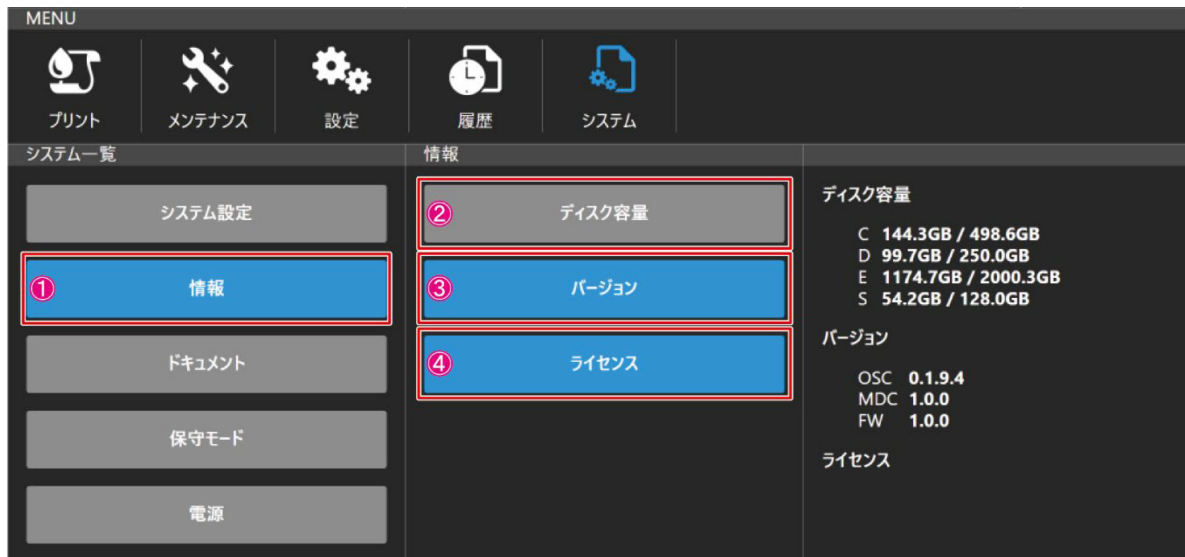 MENU
プリント
メンテナンス
設定
履歴
システム
システム一覧
システム設定
① 情報
ドキュメント
保守モード
電源
情報
② ディスク容量
③ バージョン
④ ライセンス
ディスク容量
C 144.3GB / 498.6GB
D 99.7GB / 250.0GB
E 1174.7GB / 2000.3GB
S 54.2GB / 128.0GB
バージョン
OSC 0.1.9.4
MDC 1.0.0
FW 1.0.0
ライセンス